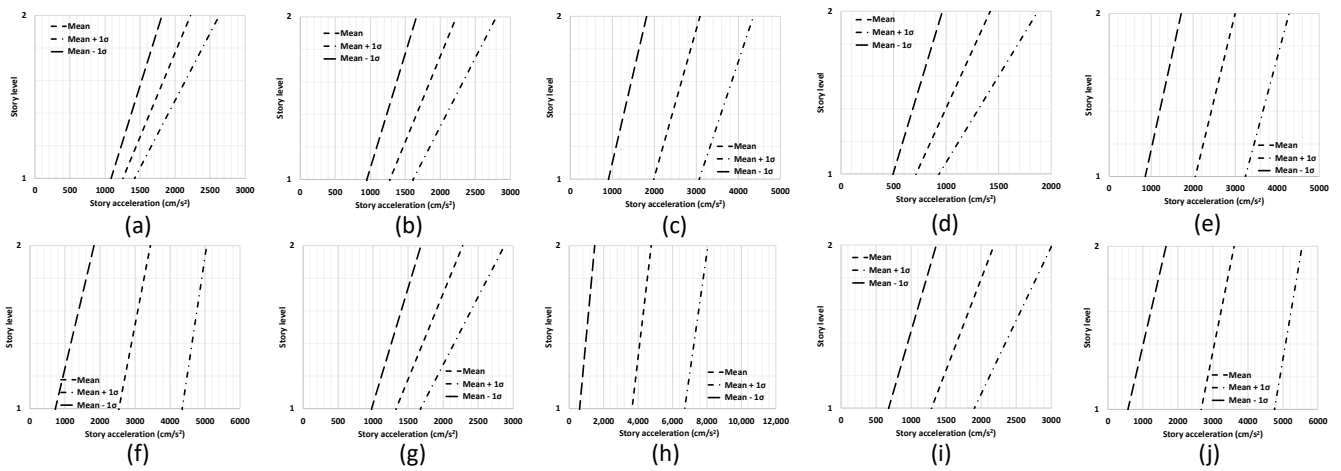 2
Mean
Mean + 1σ
Mean - 1σ
Story level
1
0 500 1000 1500 2000 2500 3000
Story acceleration (cm/s²)
(a)
2
Mean
Mean + 1σ
Mean - 1σ
Story level
1
0 500 1000 1500 2000 2500 3000
Story acceleration (cm/s²)
(b)
2
Story level
Mean
Mean + 1σ
Mean - 1σ
1
0 1000 2000 3000 4000 5000
Story acceleration (cm/s²)
(c)
2
Mean
Mean + 1σ
Mean - 1σ
Story level
1
0 500 1000 1500 2000
Story acceleration (cm/s²)
(d)
2
Story level
Mean
Mean + 1σ
Mean - 1σ
1
0 1000 2000 3000 4000 5000
Story acceleration (cm/s²)
(e)
2
Story level
Mean
Mean + 1σ
Mean - 1σ
1
0 1000 2000 3000 4000 5000 6000
Story acceleration (cm/s²)
(f)
2
Story level
Mean
Mean + 1σ
Mean - 1σ
1
0 500 1000 1500 2000 2500 3000
Story acceleration (cm/s²)
(g)
2
Story level
Mean
Mean + 1σ
Mean - 1σ
1
0 2,000 4,000 6,000 8,000 10,000 12,000
Story acceleration (cm/s²)
(h)
2
Mean
Mean + 1σ
Mean - 1σ
Story level
1
0 500 1000 1500 2000 2500 3000
Story acceleration (cm/s²)
(i)
2
Story level
Mean
Mean + 1σ
Mean - 1σ
1
0 1000 2000 3000 4000 5000 6000
Story acceleration (cm/s²)
(j)